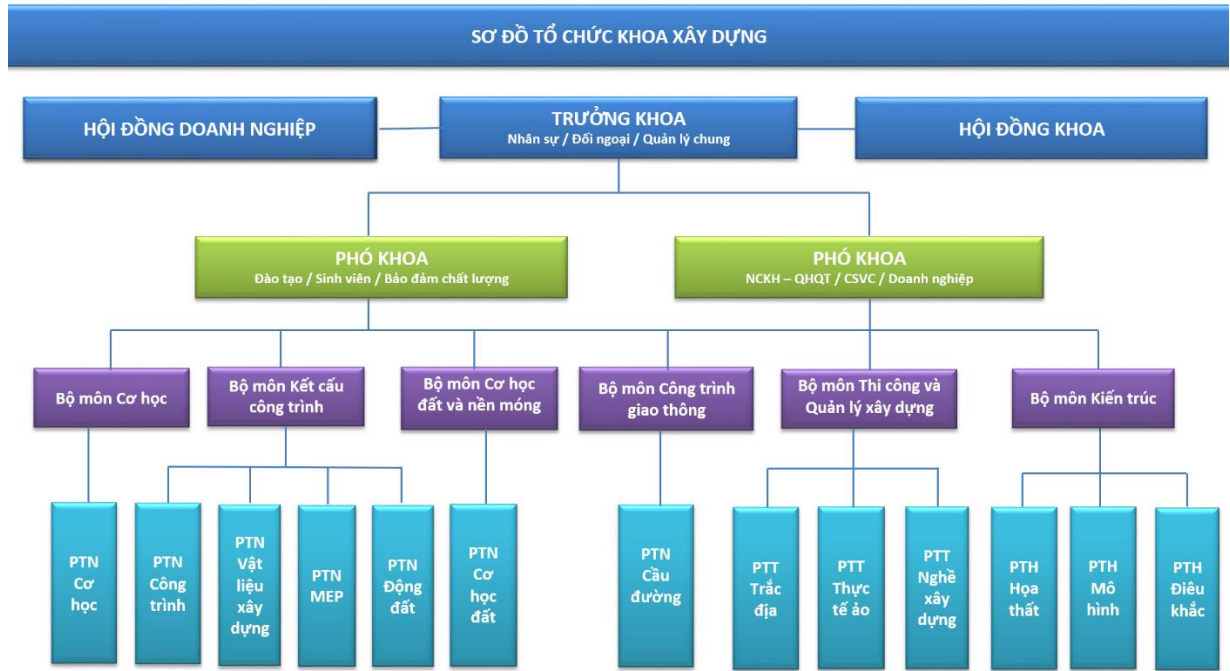 SƠ ĐỒ TỔ CHỨC KHOA XÂY DỰNG
HỘI ĐỒNG DOANH NGHIỆP
TRƯỞNG KHOA
Nhân sự / Đối ngoại / Quản lý chung
HỘI ĐỒNG KHOA
PHÓ KHOA
Đào tạo / Sinh viên / Bảo đảm chất lượng
PHÓ KHOA
NCKH – QHQT / CSVC / Doanh nghiệp
Bộ môn Cơ học
Bộ môn Kết cấu
công trình
Bộ môn Cơ học
đất và nền móng
Bộ môn Công trình
giao thông
Bộ môn Thi công và
Quản lý xây dựng
Bộ môn Kiến trúc
PTN
Cơ
học
PTN
Công
trình
PTN
Vật
liệu
xây
dựng
PTN
MEP
PTN
Động
đất
PTN
Cơ
học
đất
PTN
Cầu
đường
PTT
Trắc
địa
PTT
Thực
tế ảo
PTT
Nghề
xây
dựng
PTH
Họa
thất
PTH
Mô
hình
PTH
Điêu
khắc